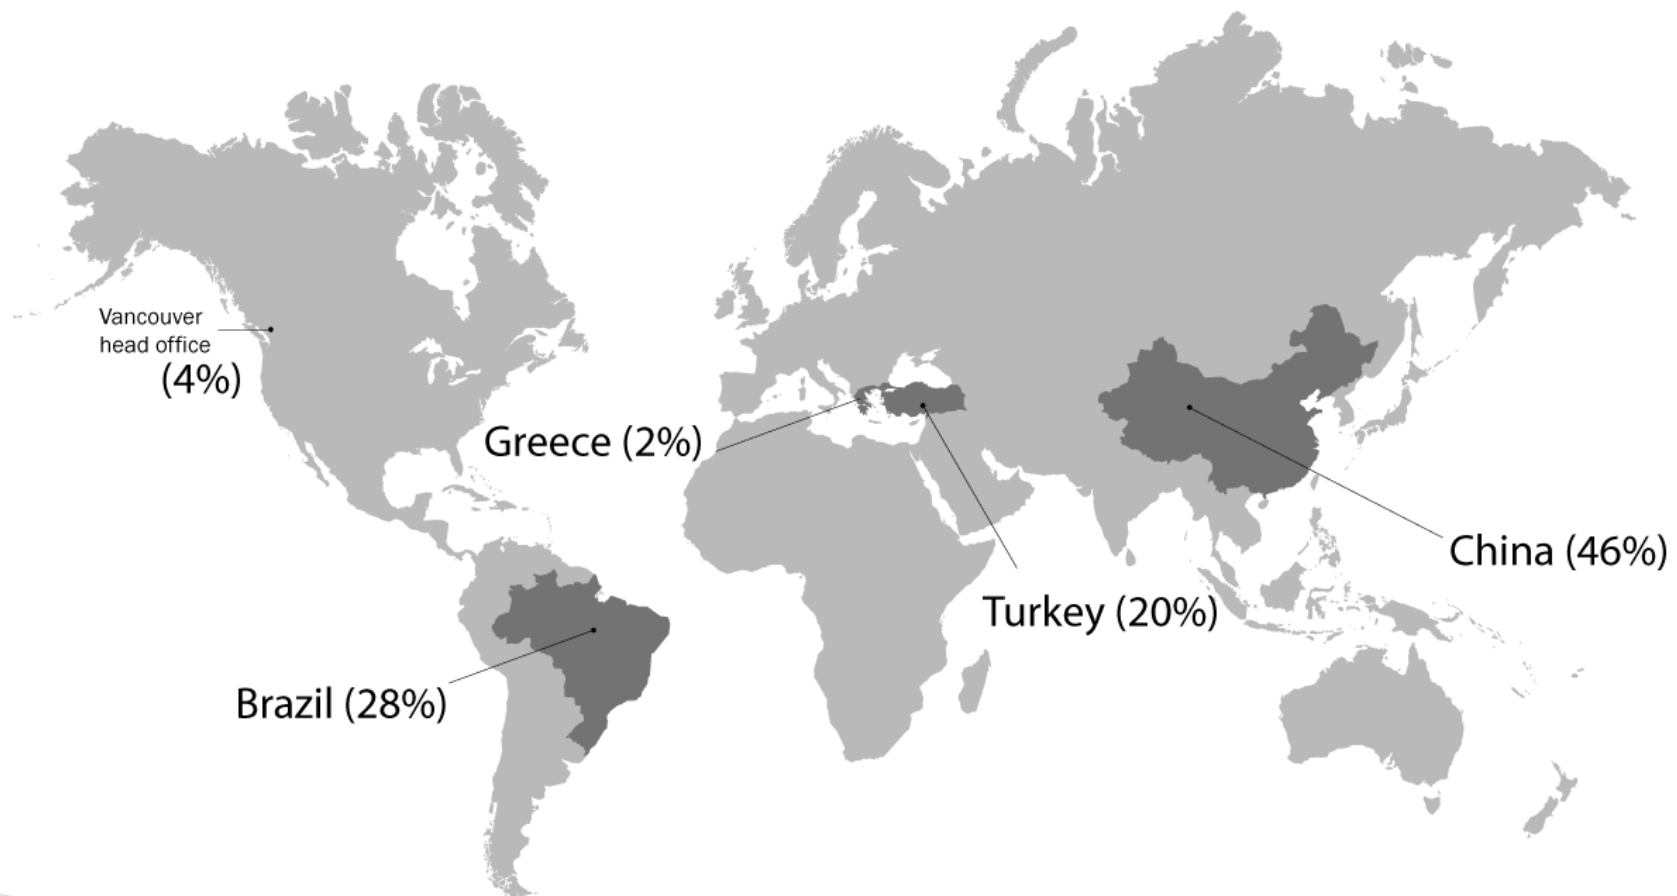 Vancouver
head office
(4%)
Greece (2%)
China (46%)
Turkey (20%)
Brazil (28%)